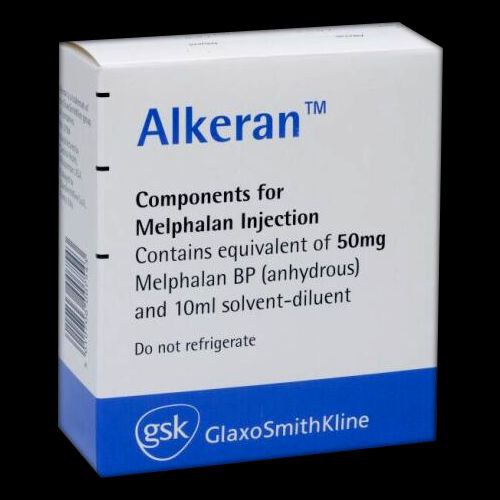 Alkeran™
Components for
Melphalan Injection
Contains equivalent of 50mg
Melphalan BP (anhydrous)
and 10ml solvent-diluent
Do not refrigerate
gsk GlaxoSmithKline